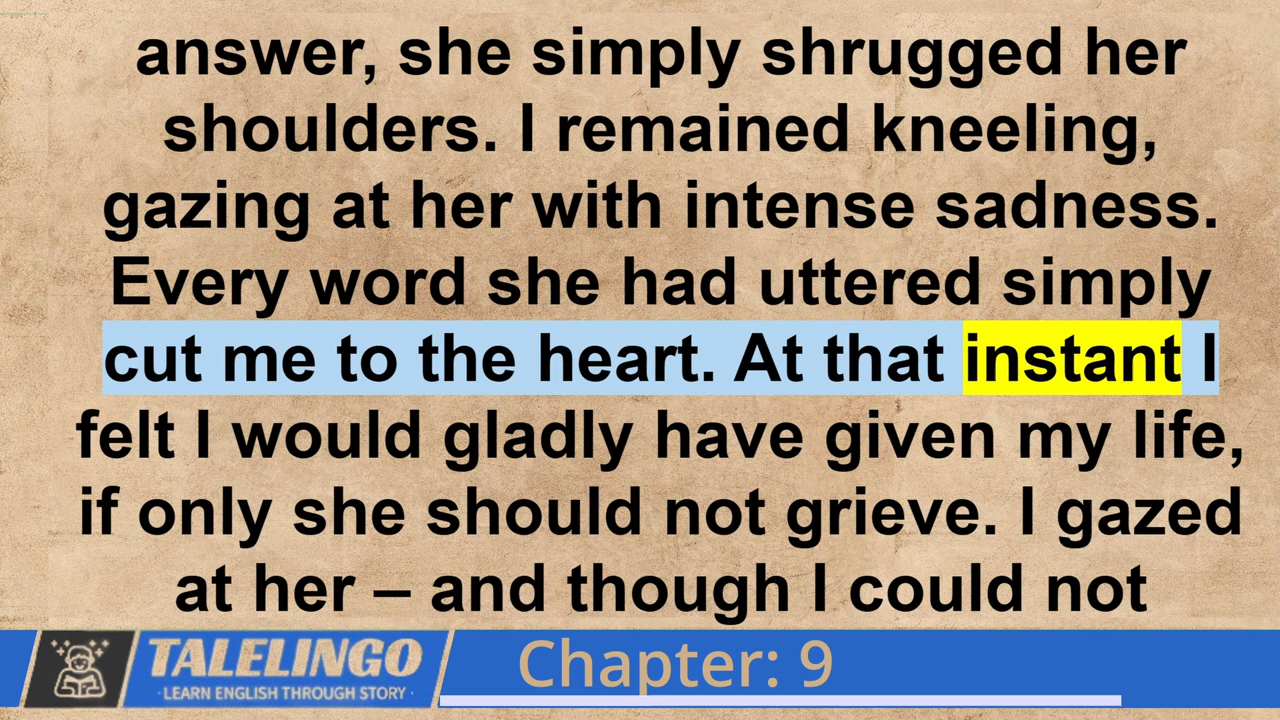 answer, she simply shrugged her
shoulders. I remained kneeling,
gazing at her with intense sadness.
Every word she had uttered simply
cut me to the heart. At that instant I
felt I would gladly have given my life,
if only she should not grieve. I gazed
at her – and though I could not
TALELINGO
· LEARN ENGLISH THROUGH STORY ·
Chapter: 9